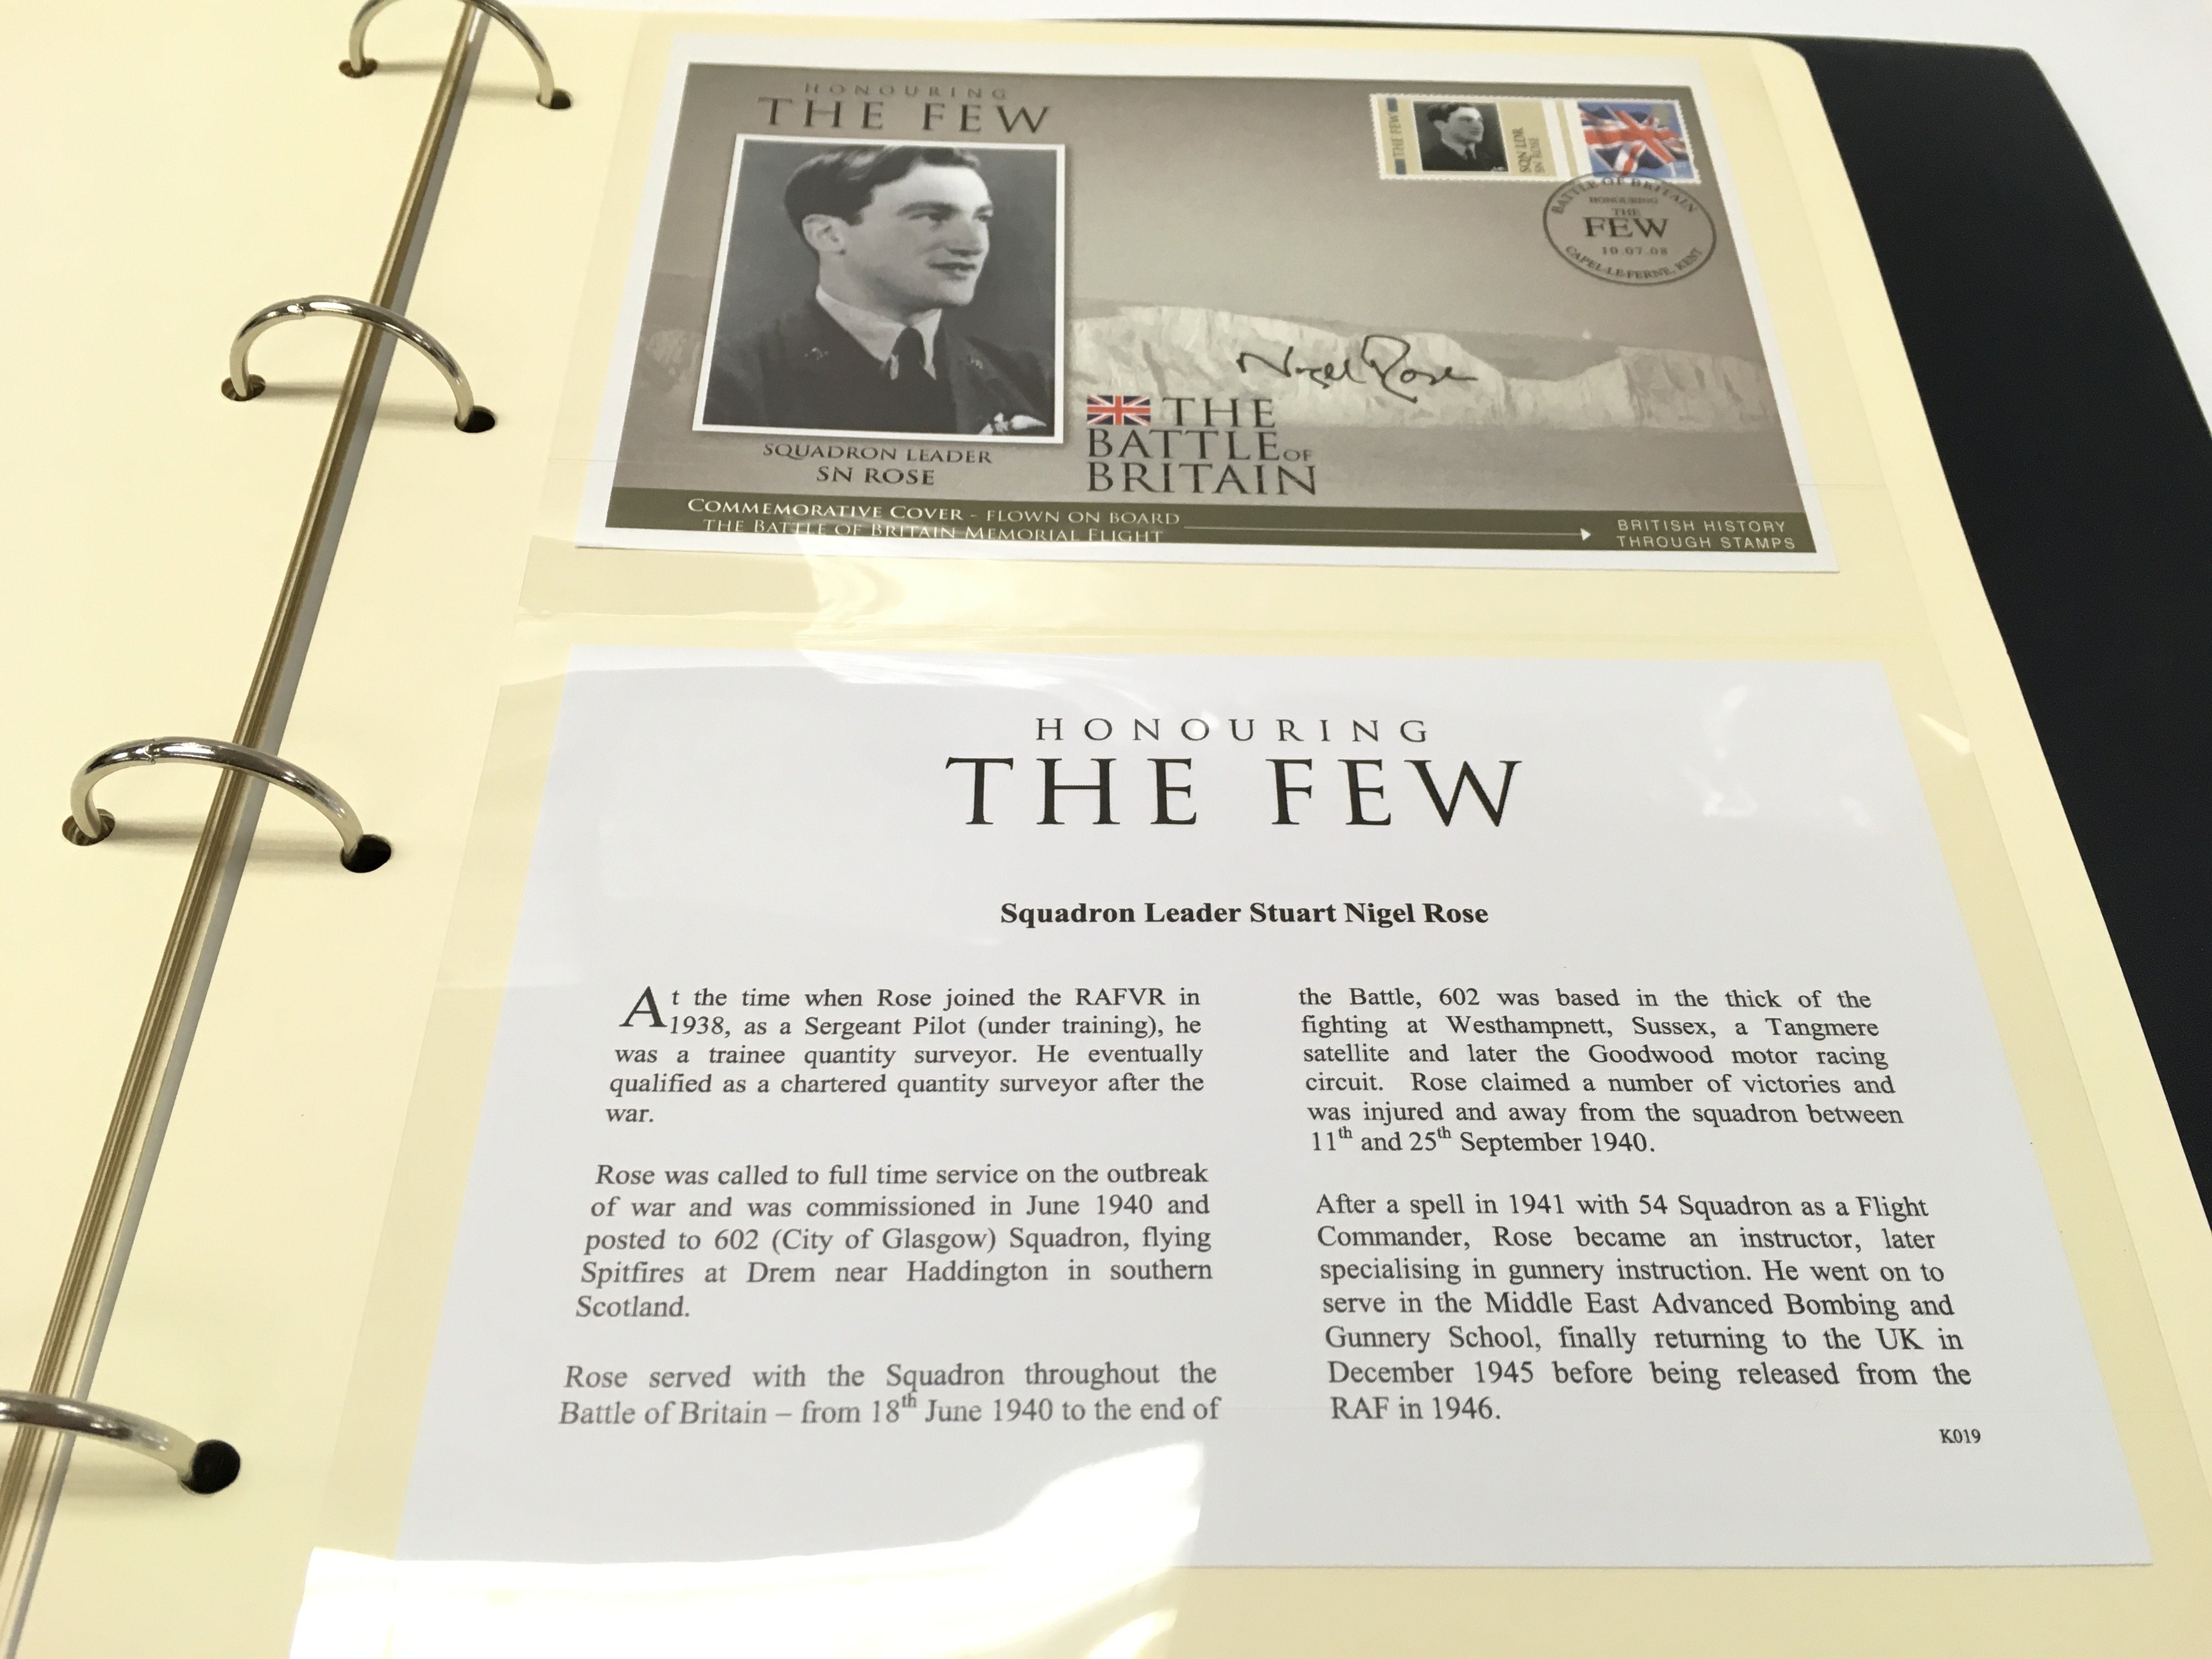 HONOURING
THE FEW
SQUADRON LEADER
SN ROSE
THE FEW
SQN LDR
SN ROSE
1st
BATTLE OF BRITAIN
HONOURING
THE
FEW
10.07.08
CAPEL-LE-FERNE, KENT
Nigel Rose
THE
BATTLE OF
BRITAIN
COMMEMORATIVE COVER - FLOWN ON BOARD
THE BATTLE OF BRITAIN MEMORIAL FLIGHT
BRITISH HISTORY
THROUGH STAMPS
HONOURING
THE FEW
Squadron Leader Stuart Nigel Rose
At the time when Rose joined the RAFVR in
1938, as a Sergeant Pilot (under training), he
was a trainee quantity surveyor. He eventually
qualified as a chartered quantity surveyor after the
war.
Rose was called to full time service on the outbreak
of war and was commissioned in June 1940 and
posted to 602 (City of Glasgow) Squadron, flying
Spitfires at Drem near Haddington in southern
Scotland.
Rose served with the Squadron throughout the
Battle of Britain – from 18th June 1940 to the end of
the Battle, 602 was based in the thick of the
fighting at Westhampnett, Sussex, a Tangmere
satellite and later the Goodwood motor racing
circuit. Rose claimed a number of victories and
was injured and away from the squadron between
11th and 25th September 1940.
After a spell in 1941 with 54 Squadron as a Flight
Commander, Rose became an instructor, later
specialising in gunnery instruction. He went on to
serve in the Middle East Advanced Bombing and
Gunnery School, finally returning to the UK in
December 1945 before being released from the
RAF in 1946.
K019